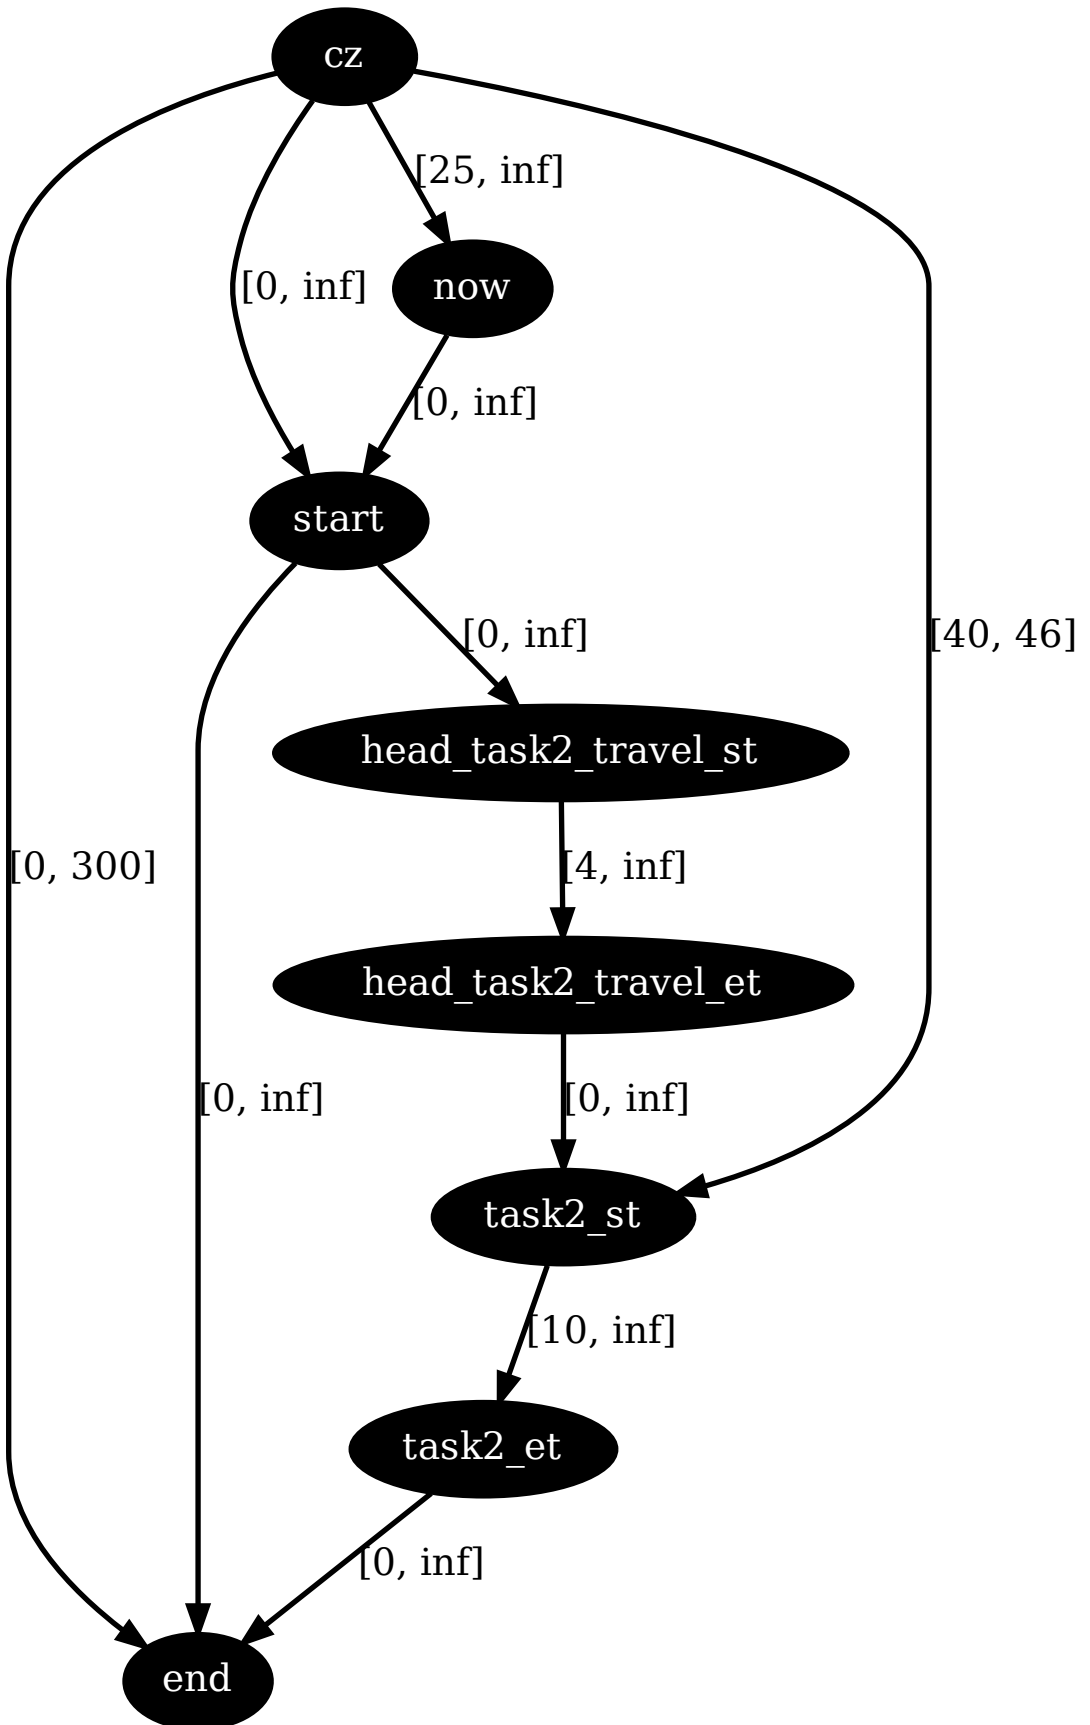 cz
[25, inf]
[0, inf]
now
[0, inf]
start
[0, inf]
[40, 46]
head_task2_travel_st
[0, 300]
[4, inf]
head_task2_travel_et
[0, inf]
[0, inf]
task2_st
[10, inf]
task2_et
[0, inf]
end